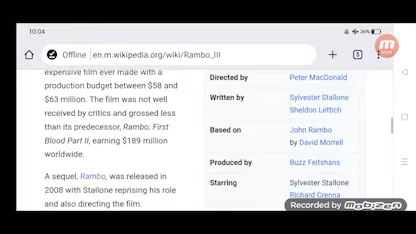 10:04
26%
Offline
en.m.wikipedia.org/wiki/Rambo_III
5
expensive film ever made with a
production budget between $58 and
$63 million. The film was not well
received by critics and grossed less
than its predecessor, Rambo: First
Blood Part II, earning $189 million
worldwide.
A sequel, Rambo, was released in
2008 with Stallone reprising his role
and also directing the film.
Directed by Peter MacDonald
Written by Sylvester Stallone
Sheldon Lettich
Based on John Rambo
by David Morrell
Produced by Buzz Feitshans
Starring Sylvester Stallone
Richard Crenna
Recorded by Mobizen